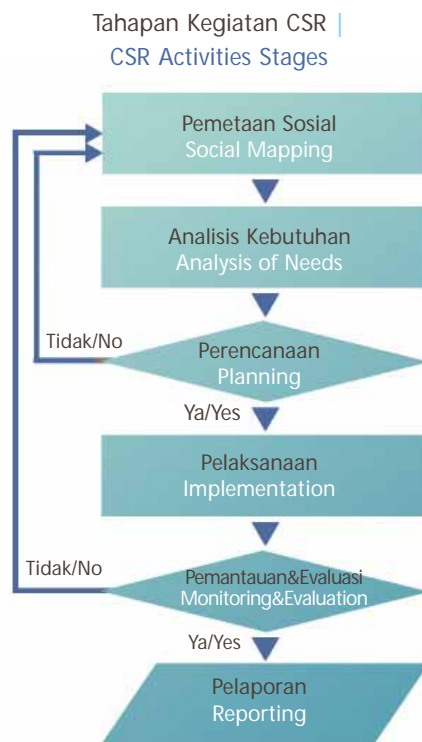 Tahapan Kegiatan CSR |
CSR Activities Stages
Pemetaan Sosial
Social Mapping
Analisis Kebutuhan
Analysis of Needs
Tidak/No
Perencanaan
Planning
Ya/Yes
Pelaksanaan
Implementation
Tidak/No
Pemantauan&Evaluasi
Monitoring&Evaluation
Ya/Yes
Pelaporan
Reporting